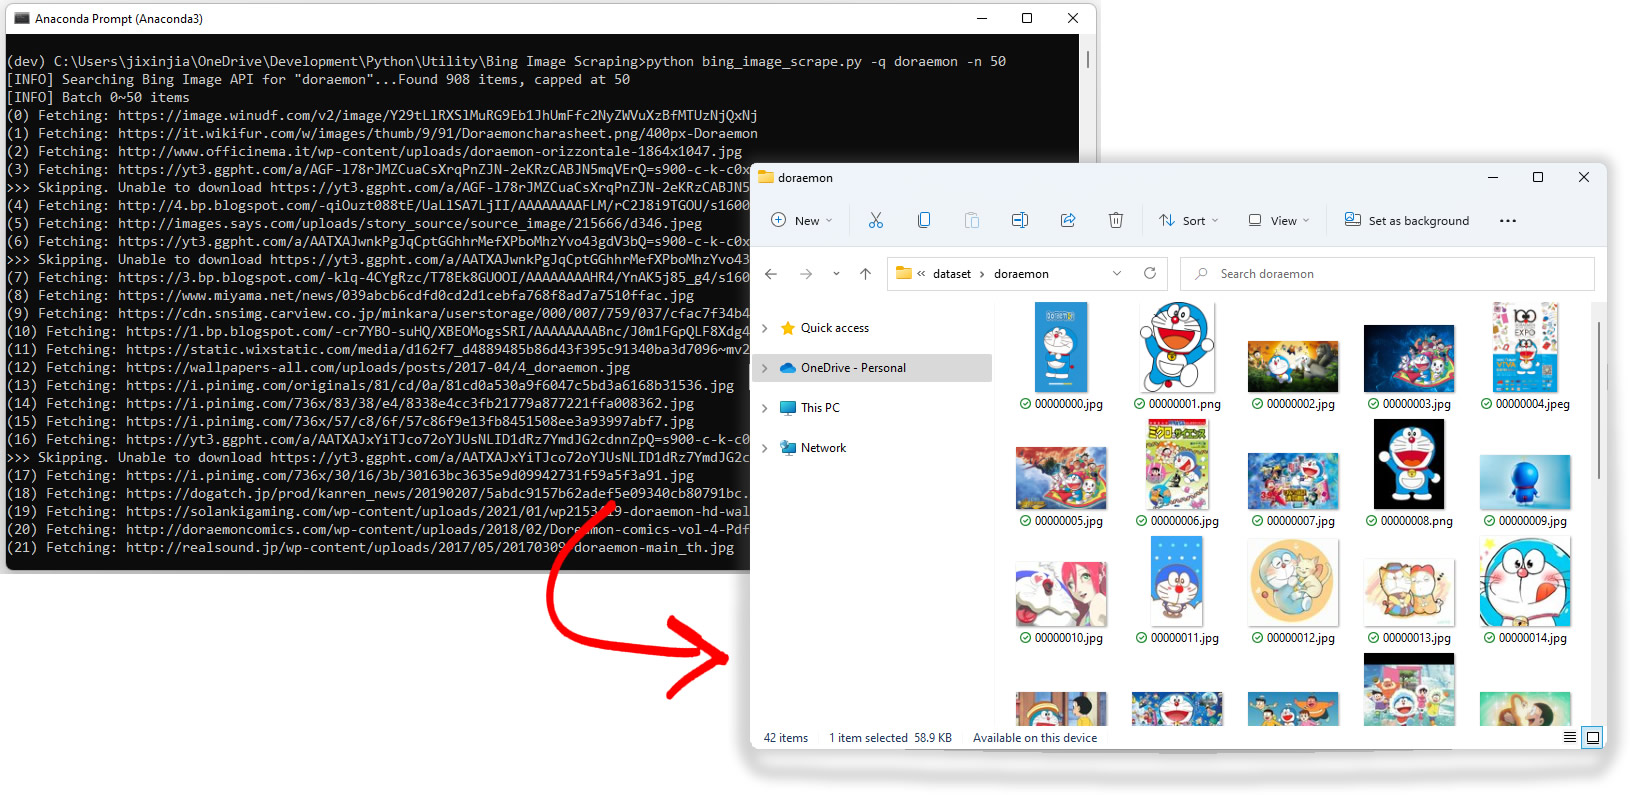 Anaconda Prompt (Anaconda3)
(dev) C:\Users\jixinjia\OneDrive\Development\Python\Utility\Bing Image Scraping>python bing_image_scrape.py -q doraemon -n 50
[INFO] Searching Bing Image API for "doraemon"...Found 908 items, capped at 50
[INFO] Batch 0~50 items
(0) Fetching: https://image.winudf.com/v2/image/Y29tLlRXSlMuRG9Eb1JhUmFfc2NyZWVuXzBfMTUzNjQxNj
(1) Fetching: https://it.wikifur.com/w/images/thumb/9/91/Doraemoncharasheet.png/400px-Doraemon
(2) Fetching: http://www.officinema.it/wp-content/uploads/doraemon-orizzontale-1864x1047.jpg
(3) Fetching: https://yt3.ggpht.com/a/AGF-l78rJMZCuaCsXrqPnZJN-2eKRzCABJN5mqVErQ=s900-c-k-c0x
>>> Skipping. Unable to download https://yt3.ggpht.com/a/AGF-l78rJMZCuaCsXrqPnZJN-2eKRzCABJN5
(4) Fetching: http://4.bp.blogspot.com/-qiOuzt088tE/UaLlSA7LjII/AAAAAAAAFLM/rC2J8i9TGOU/s1600
(5) Fetching: http://images.says.com/uploads/story_source/source_image/215666/d346.jpeg
(6) Fetching: https://yt3.ggpht.com/a/AATXAJwnkPgJqCptGGhhrMefXPboMhzYvo43gdV3bQ=s900-c-k-c0x
>>> Skipping. Unable to download https://yt3.ggpht.com/a/AATXAJwnkPgJqCptGGhhrMefXPboMhzYvo43
(7) Fetching: https://3.bp.blogspot.com/-klq-4CYgRzc/T78Ek8GUOOI/AAAAAAAAHR4/YnAK5j85_g4/s160
(8) Fetching: https://www.miyama.net/news/039abcb6cdfd0cd2d1cebfa768f8ad7a7510ffac.jpg
(9) Fetching: https://cdn.snsimg.carview.co.jp/minkara/userstorage/000/007/759/037/cfac7f34b4
(10) Fetching: https://1.bp.blogspot.com/-cr7YBO-suHQ/XBEOMogsSRI/AAAAAAAABnc/J0m1FGpQLF8Xdg4
(11) Fetching: https://static.wixstatic.com/media/d162f7_d4889485b86d43f395c91340ba3d7096~mv2
(12) Fetching: https://wallpapers-all.com/uploads/posts/2017-04/4_doraemon.jpg
(13) Fetching: https://i.pinimg.com/originals/81/cd/0a/81cd0a530a9f6047c5bd3a6168b31536.jpg
(14) Fetching: https://i.pinimg.com/736x/83/38/e4/8338e4cc3fb21779a877221ffa008362.jpg
(15) Fetching: https://i.pinimg.com/736x/57/c8/6f/57c86f9e13fb8451508ee3a93997abf7.jpg
(16) Fetching: https://yt3.ggpht.com/a/AATXAJxYiTJco72oYJUsNLID1dRz7YmdJG2cdnnZpQ=s900-c-k-c0
>>> Skipping. Unable to download https://yt3.ggpht.com/a/AATXAJxYiTJco72oYJUsNLID1dRz7YmdJG2c
(17) Fetching: https://i.pinimg.com/736x/30/16/3b/30163bc3635e9d09942731f59a5f3a91.jpg
(18) Fetching: https://dogatch.jp/prod/kanren_news/20190207/5abdc9157b62adef5e09340cb80791bc.
(19) Fetching: https://solankigaming.com/wp-content/uploads/2021/01/wp2153419-doraemon-hd-wal
(20) Fetching: http://doraemoncomics.com/wp-content/uploads/2018/02/Doraemon-comics-vol-4-Pdf
(21) Fetching: http://realsound.jp/wp-content/uploads/2017/05/20170309-doraemon-main_th.jpg
doraemon
New
Sort
View
Set as background
dataset
doraemon
Search doraemon
Quick access
OneDrive - Personal
This PC
Network
00000000.jpg
00000001.png
00000002.jpg
00000003.jpg
00000004.jpeg
00000005.jpg
00000006.jpg
00000007.jpg
00000008.png
00000009.jpg
00000010.jpg
00000011.jpg
00000012.jpg
00000013.jpg
00000014.jpg
42 items
1 item selected 58.9 KB
Available on this device